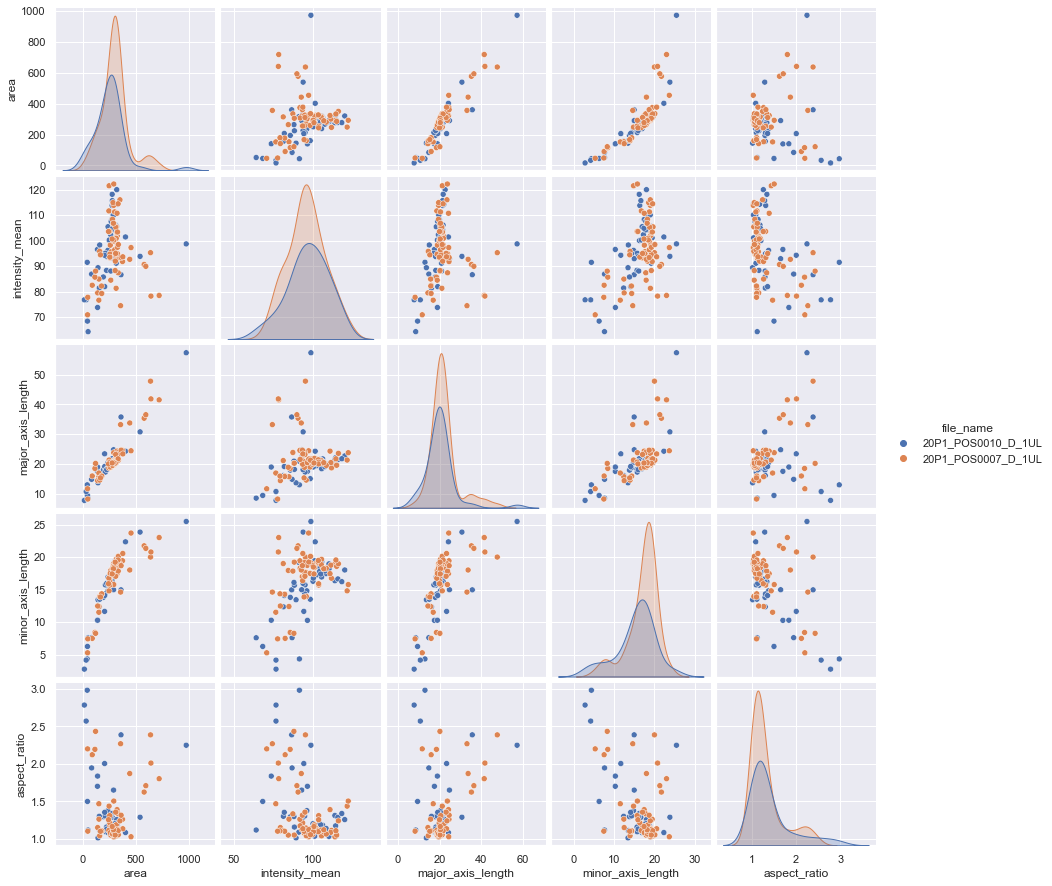 1000
800
600
400
200
0
area
120
110
100
90
80
70
intensity_mean
50
40
30
20
10
major_axis_length
file_name
20P1_POS0010_D_1UL
20P1_POS0007_D_1UL
25
20
15
10
5
minor_axis_length
3.0
2.5
2.0
1.5
1.0
aspect_ratio
0 500 1000 50 100 0 20 40 60 0 10 20 30 1 2 3
area intensity_mean major_axis_length minor_axis_length aspect_ratio